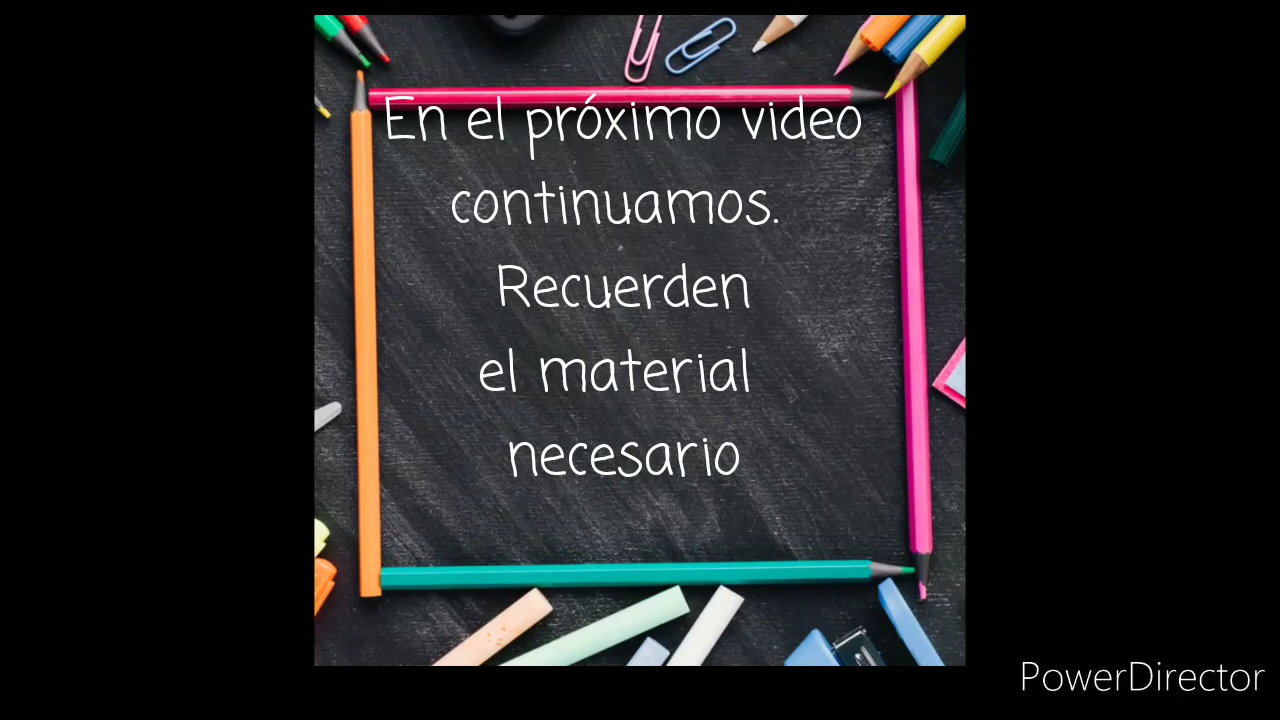 En el próximo video
continuamos.
Recuerden
el material
necesario
PowerDirector